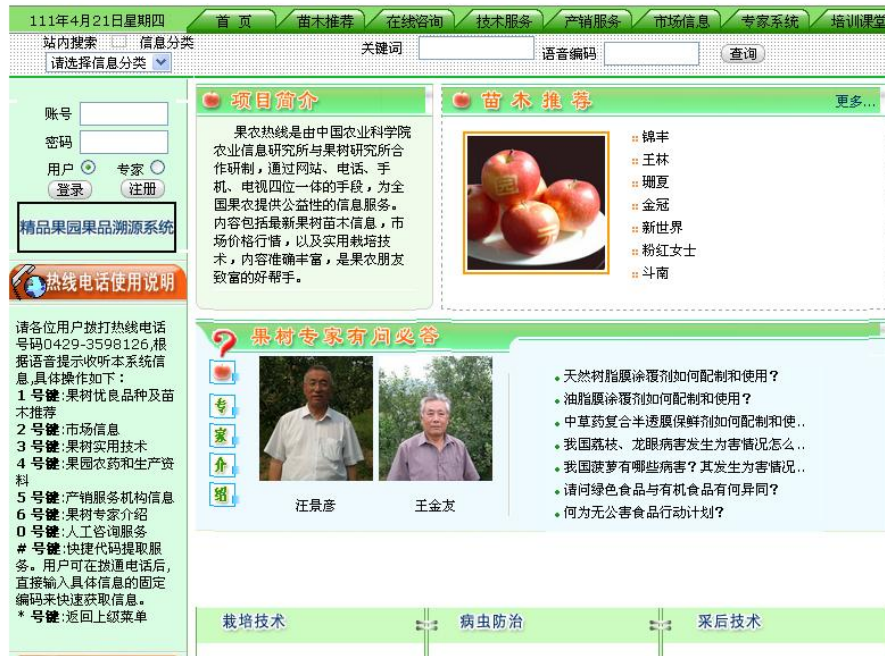 111年4月21日星期四
首 页
苗木推荐
在线咨询
技术服务
产销服务
市场信息
专家系统
培训课堂
站内搜索 信息分类
请选择信息分类
关键词
语音编码
查询
账号
密码
用户 专家
登录 注册
精品果园果品溯源系统
热线电话使用说明
请各位用户拨打热线电话
号码0429-3598126,根
据语音提示收听本系统信
息,具体操作如下：
1 号键:果树优良品种及苗
木推荐
2 号键:市场信息
3 号键:果树实用技术
4 号键:果园农药和生产资
料
5 号键:产销服务机构信息
6 号键:果树专家介绍
0 号键:人工咨询服务
# 号键:快捷代码提取服
务。用户可在拨通电话后,
直接输入具体信息的固定
编码来快速获取信息。
* 号键:返回上级菜单
项目简介
果农热线是由中国农业科学院
农业信息研究所与果树研究所合
作研制，通过网站、电话、手
机、电视四位一体的手段，为全
国果农提供公益性的信息服务。
内容包括最新果树苗木信息，市
场价格行情，以及实用栽培技
术，内容准确丰富，是果农朋友
致富的好帮手。
苗 木 推 荐
更多...
锦丰
王林
珊夏
金冠
新世界
粉红女士
斗南
果树专家有问必答
专
家
介
绍
汪景彦
王金友
天然树脂膜涂覆剂如何配制和使用？
油脂膜涂覆剂如何配制和使用？
中草药复合半透膜保鲜剂如何配制和使..
我国荔枝、龙眼病害发生为害情况怎么..
我国菠萝有哪些病害？其发生为害情况..
请问绿色食品与有机食品有何异同？
何为无公害食品行动计划？
栽培技术
病虫防治
采后技术